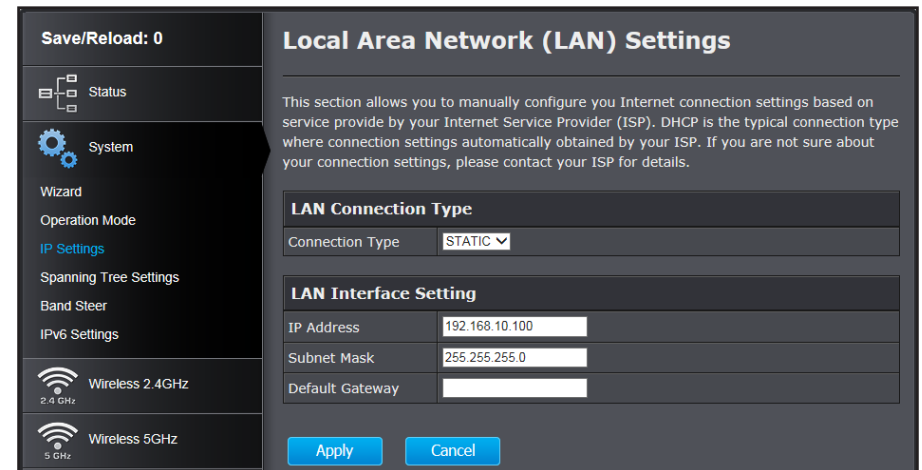 Save/Reload: 0
Status
System
Wizard
Operation Mode
IP Settings
Spanning Tree Settings
Band Steer
IPv6 Settings
2.4 GHz
Wireless 2.4GHz
5 GHz
Wireless 5GHz
Local Area Network (LAN) Settings
This section allows you to manually configure you Internet connection settings based on
service provide by your Internet Service Provider (ISP). DHCP is the typical connection type
where connection settings automatically obtained by your ISP. If you are not sure about
your connection settings, please contact your ISP for details.
LAN Connection Type
Connection Type STATIC
LAN Interface Setting
IP Address 192.168.10.100
Subnet Mask 255.255.255.0
Default Gateway
Apply Cancel